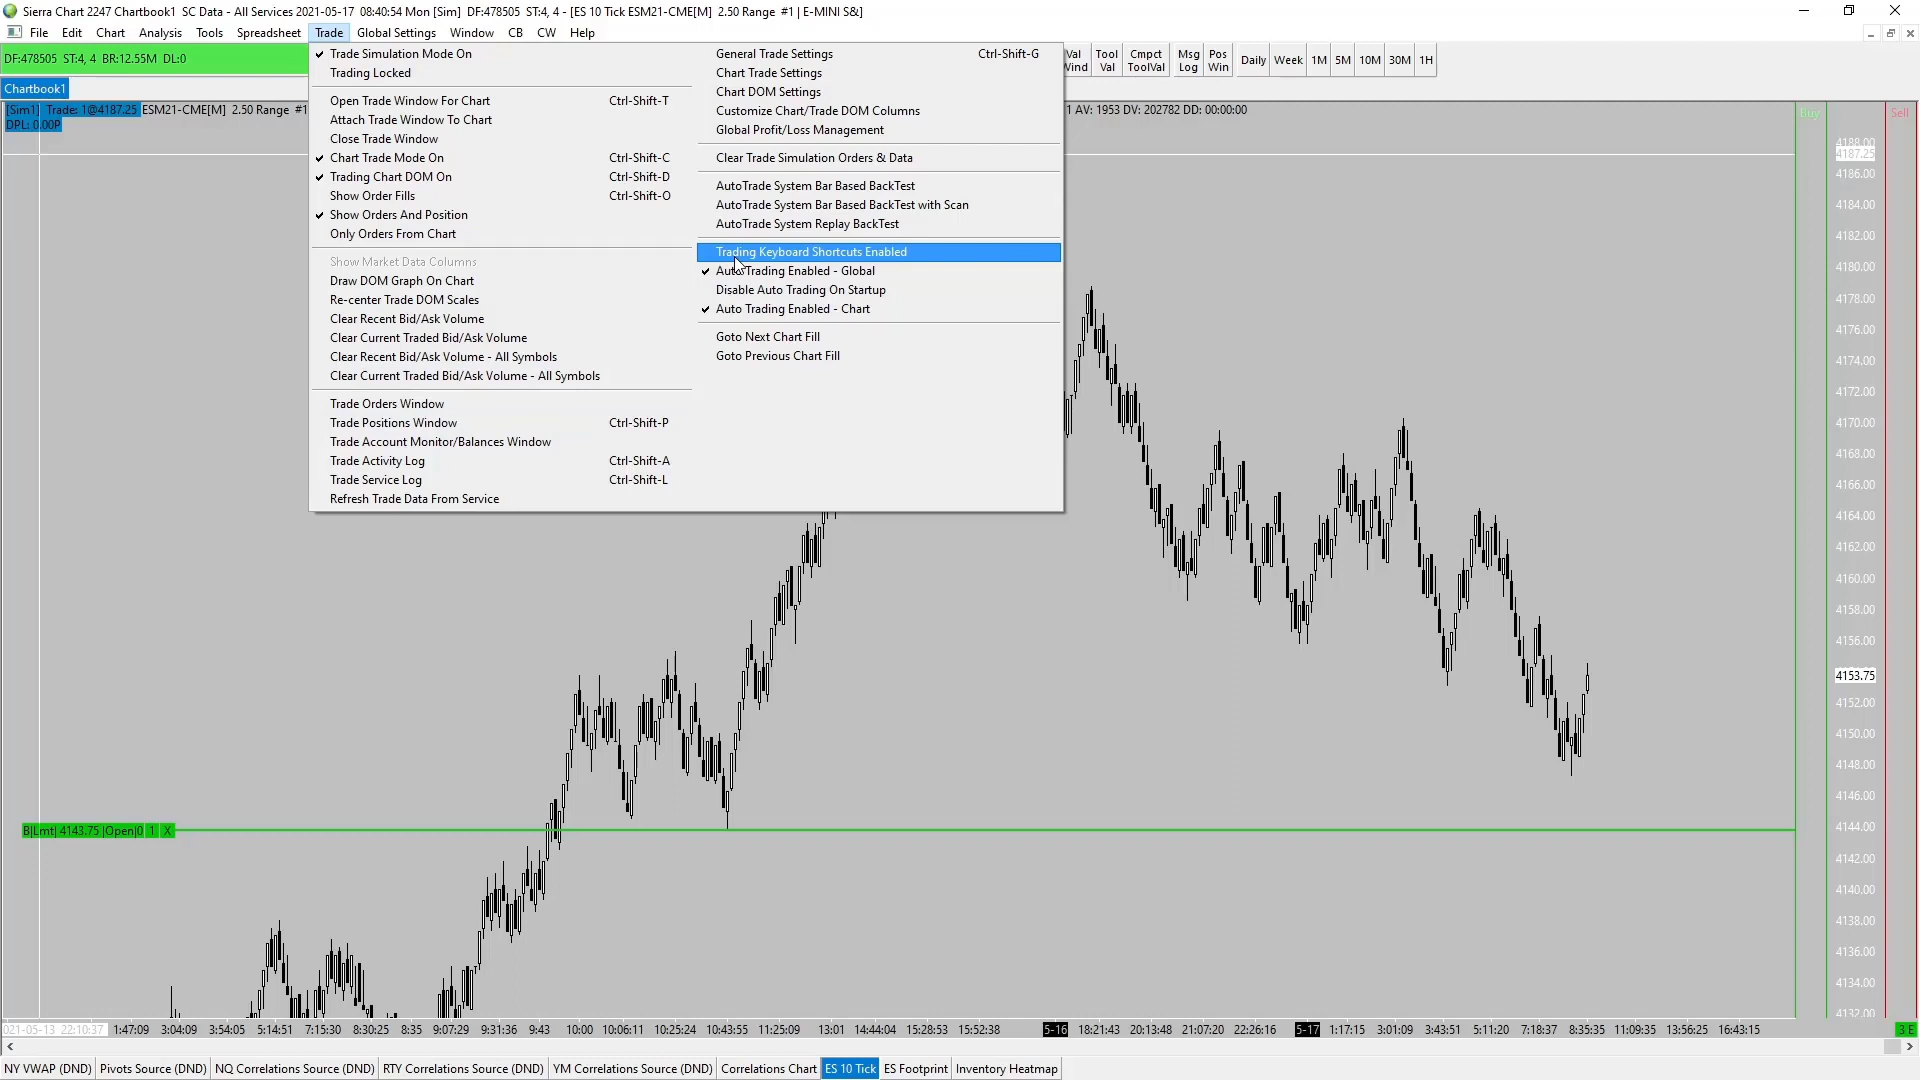 Sierra Chart 2247 Chartbook1  SC Data - All Services 2021-05-17  08:40:54 Mon [Sim]  DF:478505  ST:4, 4 - [ES 10 Tick ESM21-CME[M]  2.50 Range  #1 | E-MINI S&]
File Edit Chart Analysis Tools Spreadsheet Trade Global Settings Window CB CW Help
DF:478505  ST:4, 4  BR:12.55M  DL:0
Val Wind
Tool Val
Cmpct ToolVal
Msg Log
Pos Win
Daily Week 1M 5M 10M 30M 1H
Chartbook1
[Sim1] Trade: 1@4187.25 ESM21-CME[M]  2.50 Range  #1
1 AV: 1953 DV: 202782 DD: 00:00:00
DPL: 0.00P
Trade Simulation Mode On
Trading Locked
Open Trade Window For Chart Ctrl-Shift-T
Attach Trade Window To Chart
Close Trade Window
Chart Trade Mode On Ctrl-Shift-C
Trading Chart DOM On Ctrl-Shift-D
Show Order Fills Ctrl-Shift-O
Show Orders And Position
Only Orders From Chart
Show Market Data Columns
Draw DOM Graph On Chart
Re-center Trade DOM Scales
Clear Recent Bid/Ask Volume
Clear Current Traded Bid/Ask Volume
Clear Recent Bid/Ask Volume - All Symbols
Clear Current Traded Bid/Ask Volume - All Symbols
Trade Orders Window
Trade Positions Window Ctrl-Shift-P
Trade Account Monitor/Balances Window
Trade Activity Log Ctrl-Shift-A
Trade Service Log Ctrl-Shift-L
Refresh Trade Data From Service
General Trade Settings Ctrl-Shift-G
Chart Trade Settings
Chart DOM Settings
Customize Chart/Trade DOM Columns
Global Profit/Loss Management
Clear Trade Simulation Orders & Data
AutoTrade System Bar Based BackTest
AutoTrade System Bar Based BackTest with Scan
AutoTrade System Replay BackTest
Trading Keyboard Shortcuts Enabled
Auto Trading Enabled - Global
Disable Auto Trading On Startup
Auto Trading Enabled - Chart
Goto Next Chart Fill
Goto Previous Chart Fill
Buy
Sell
4188.00
4187.25
4186.00
4184.00
4182.00
4180.00
4178.00
4176.00
4174.00
4172.00
4170.00
4168.00
4166.00
4164.00
4162.00
4160.00
4158.00
4156.00
4153.75
4152.00
4150.00
4148.00
4146.00
4144.00
4142.00
4140.00
4138.00
4136.00
4134.00
4132.00
B|Lmt| 4143.75 |Open|0 1 X
021-05-13 22:10:37 1:47:09 3:04:09 3:54:05 5:14:51 7:15:30 8:30:25 8:35 9:07:29 9:31:36 9:43 10:00 10:06:11 10:25:24 10:43:55 11:25:09 13:01 14:44:04 15:28:53 15:52:38 5-16 18:21:43 20:13:48 21:07:20 22:26:16 5-17 1:17:15 3:01:09 3:43:51 5:11:20 7:18:37 8:35:35 11:09:35 13:56:25 16:43:15 3 E
NY VWAP (DND) Pivots Source (DND) NQ Correlations Source (DND) RTY Correlations Source (DND) YM Correlations Source (DND) Correlations Chart ES 10 Tick ES Footprint Inventory Heatmap